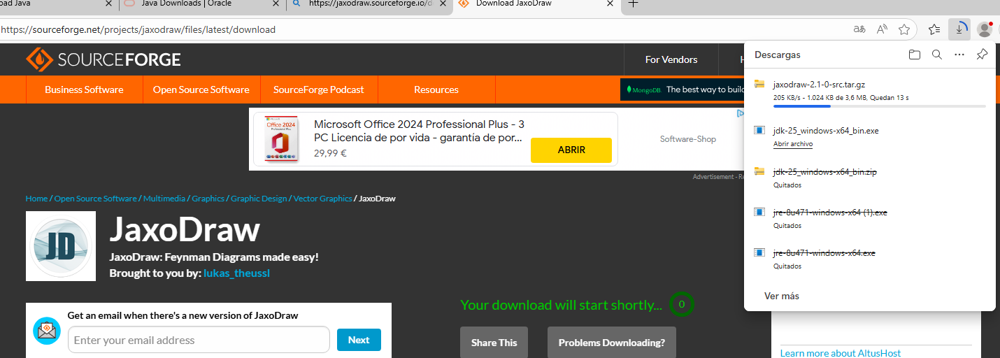 oad Java
Java Downloads | Oracle
https://jaxodraw.sourceforge.io/d
Download JaxoDraw
https://sourceforge.net/projects/jaxodraw/files/latest/download
SOURCEFORGE
For Vendors
H
Business Software
Open Source Software
SourceForge Podcast
Resources
MongoDB
The best way to build
Microsoft Office 2024 Professional Plus - 3
PC Licencia de por vida - garantía de por...
29,99 €
ABRIR
Software-Shop
Office 2024
Professional Plus
Advertisement - Re
Home / Open Source Software / Multimedia / Graphics / Graphic Design / Vector Graphics / JaxoDraw
JD
JaxoDraw
JaxoDraw: Feynman Diagrams made easy!
Brought to you by: lukas_theussl
Get an email when there's a new version of JaxoDraw
Enter your email address
Next
Your download will start shortly...
0
Share This
Problems Downloading?
Descargas
jaxodraw-2.1-0-src.tar.gz
205 KB/s - 1.024 KB de 3,6 MB, Quedan 13 s
jdk-25_windows-x64_bin.exe
Abrir archivo
jdk-25_windows-x64_bin.zip
Quitados
jre-8u471-windows-x64 (1).exe
Quitados
jre-8u471-windows-x64.exe
Quitados
Ver más
Learn more about AltusHost